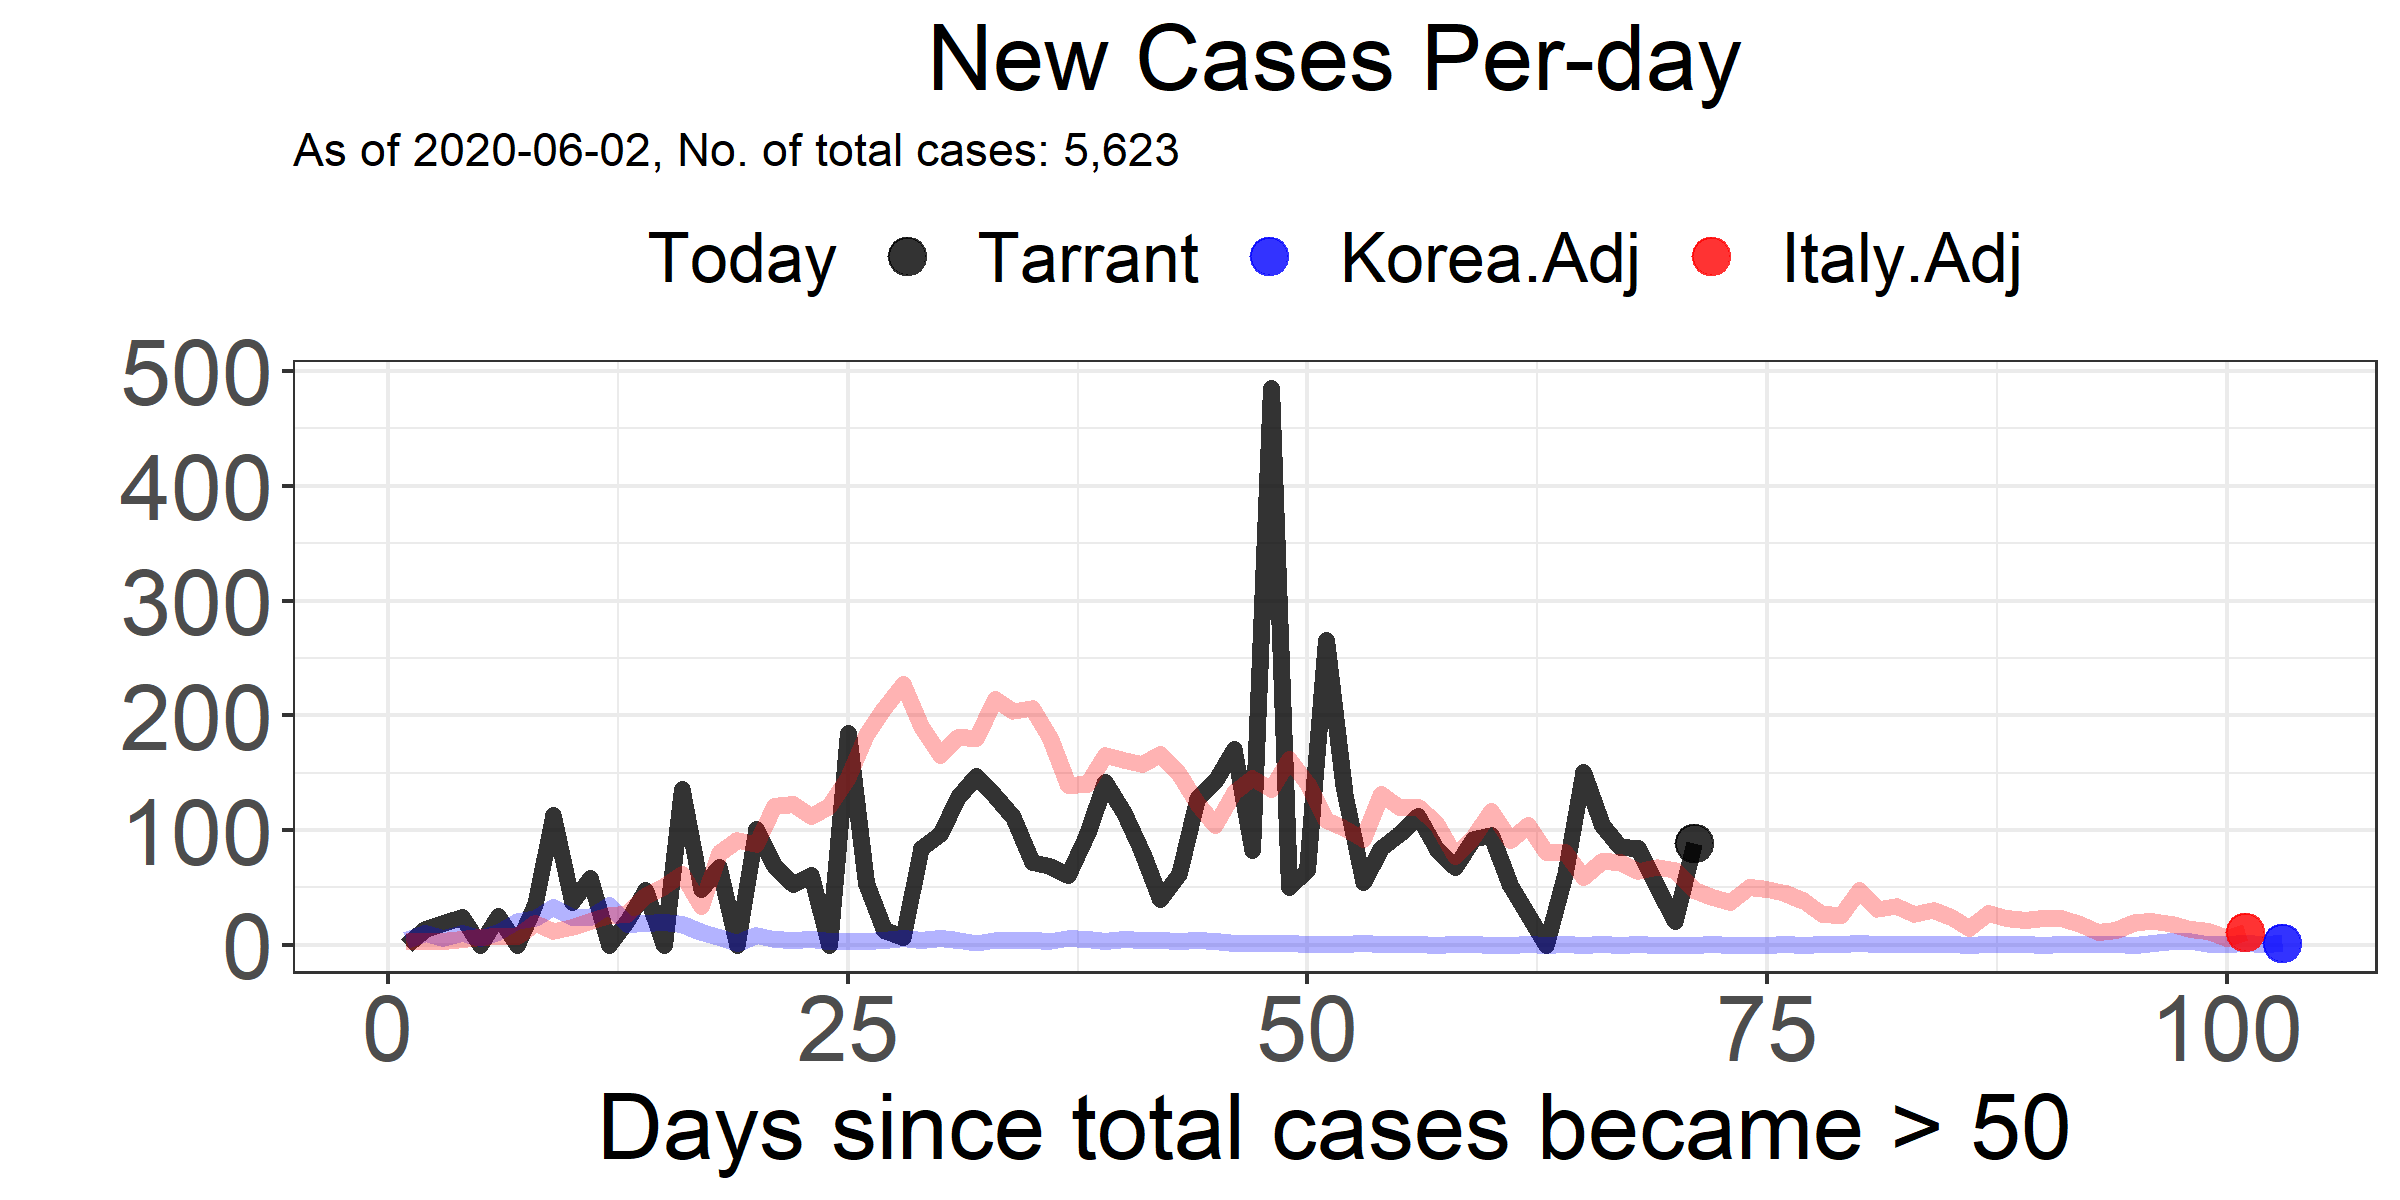 New Cases Per-day
As of 2020-06-02, No. of total cases: 5,623
Today Tarrant Korea.Adj Italy.Adj
500
400
300
200
100
0
0 25 50 75 100
Days since total cases became > 50